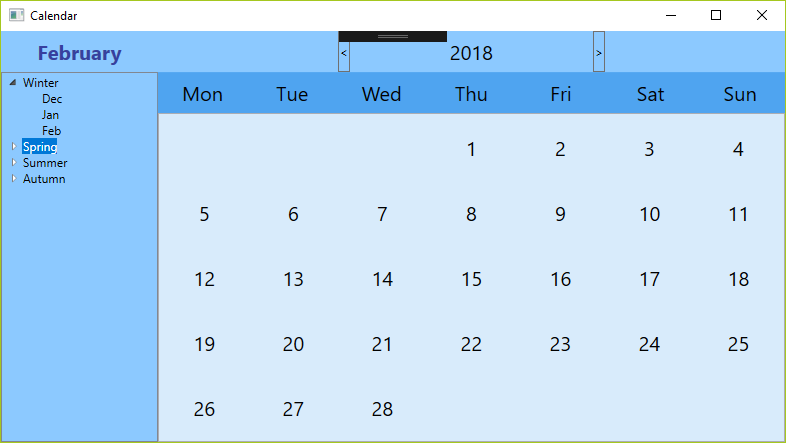 Calendar
February < 2018 >
Winter
Dec
Jan
Feb
Spring
Summer
Autumn
Mon Tue Wed Thu Fri Sat Sun
1 2 3 4
5 6 7 8 9 10 11
12 13 14 15 16 17 18
19 20 21 22 23 24 25
26 27 28